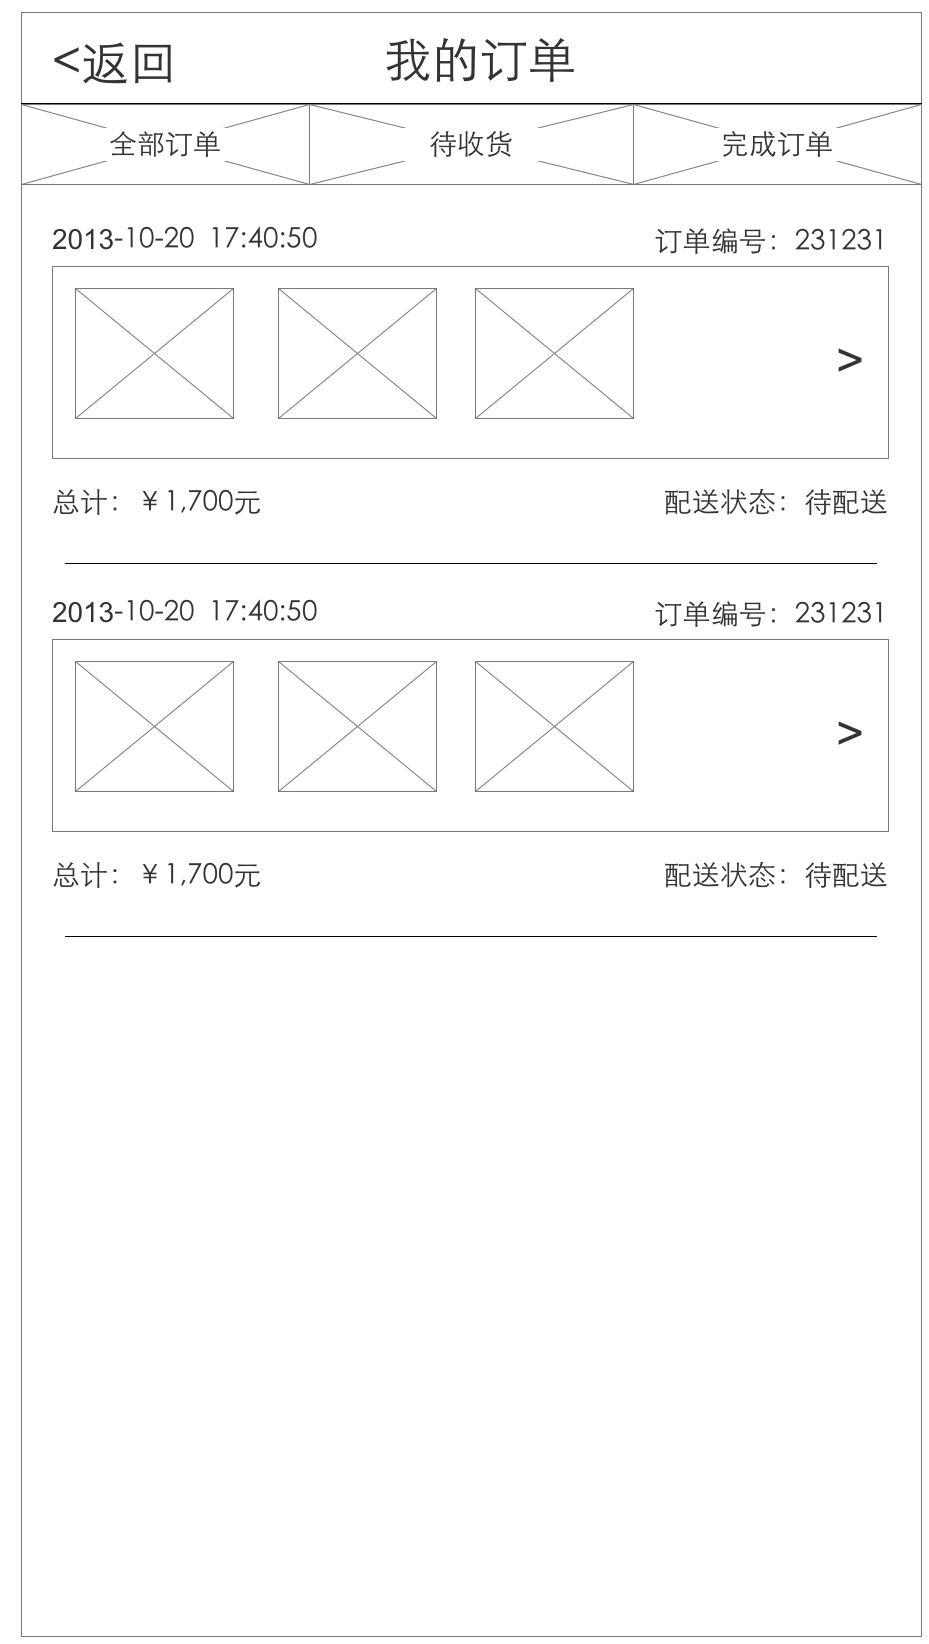 <返回 我的订单
全部订单 待收货 完成订单
2013-10-20 17:40:50 订单编号：231231
>
总计：￥1,700元 配送状态：待配送
2013-10-20 17:40:50 订单编号：231231
>
总计：￥1,700元 配送状态：待配送